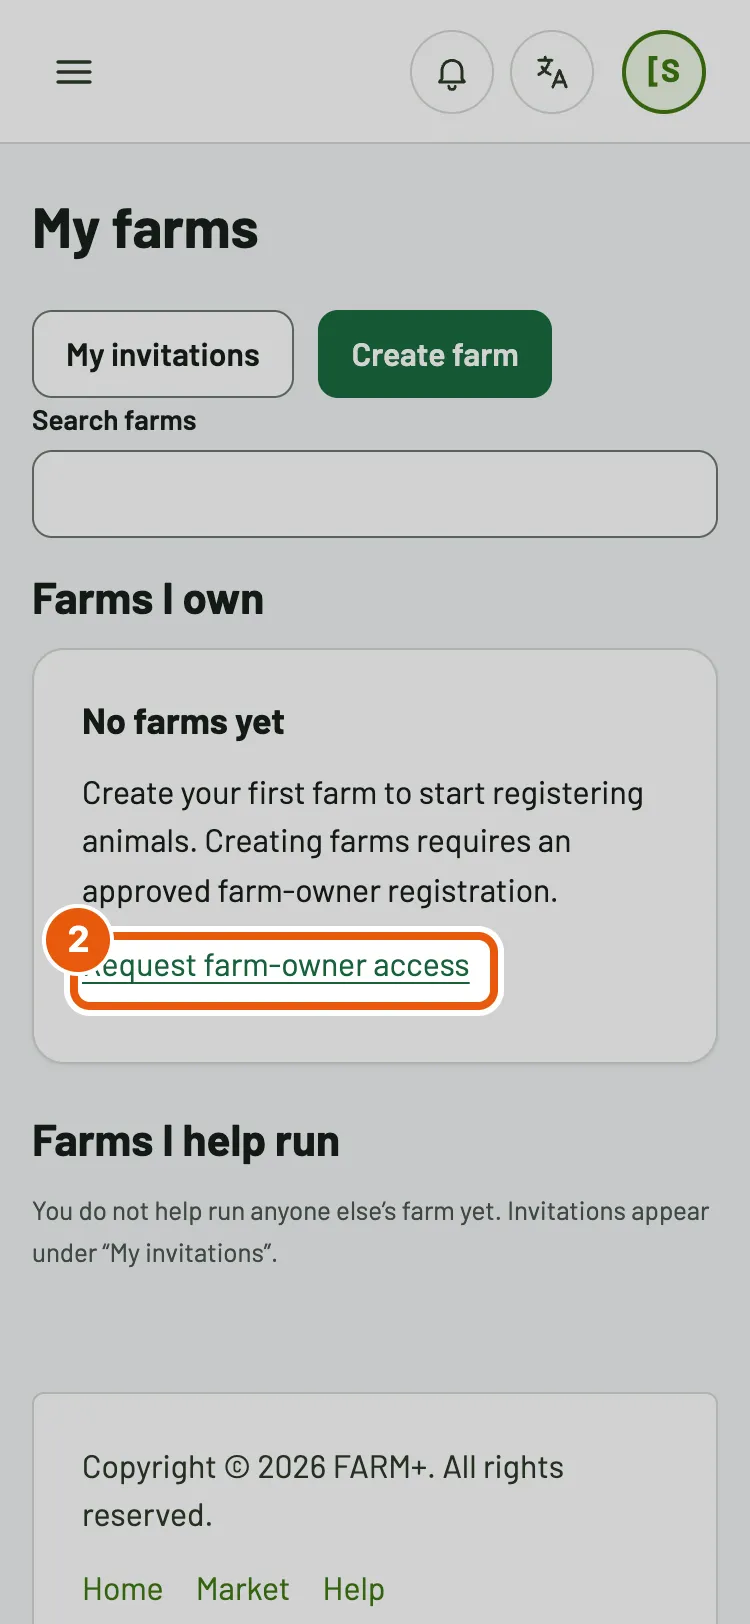 [S
My farms
My invitations
Create farm
Search farms
Farms I own
No farms yet
Create your first farm to start registering
animals. Creating farms requires an
approved farm-owner registration.
2
Request farm-owner access
Farms I help run
You do not help run anyone else’s farm yet. Invitations appear
under “My invitations”.
Copyright © 2026 FARM+. All rights
reserved.
Home Market Help